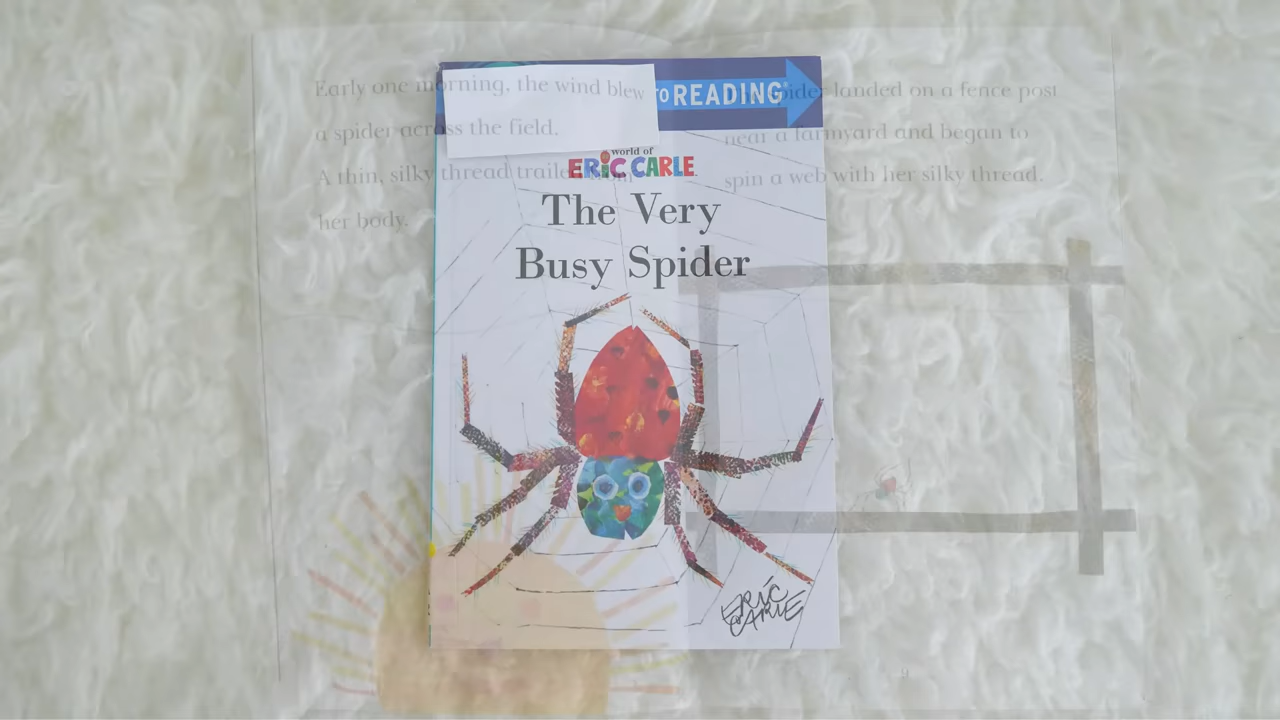 TO READING
world of
ERIC CARLE
The Very
Busy Spider
ERIC
CARLE
Early one morning, the wind blew
a spider across the field.
A thin, silky thread trailed from
her body.
spider landed on a fence post
near a farmyard and began to
spin a web with her silky thread.